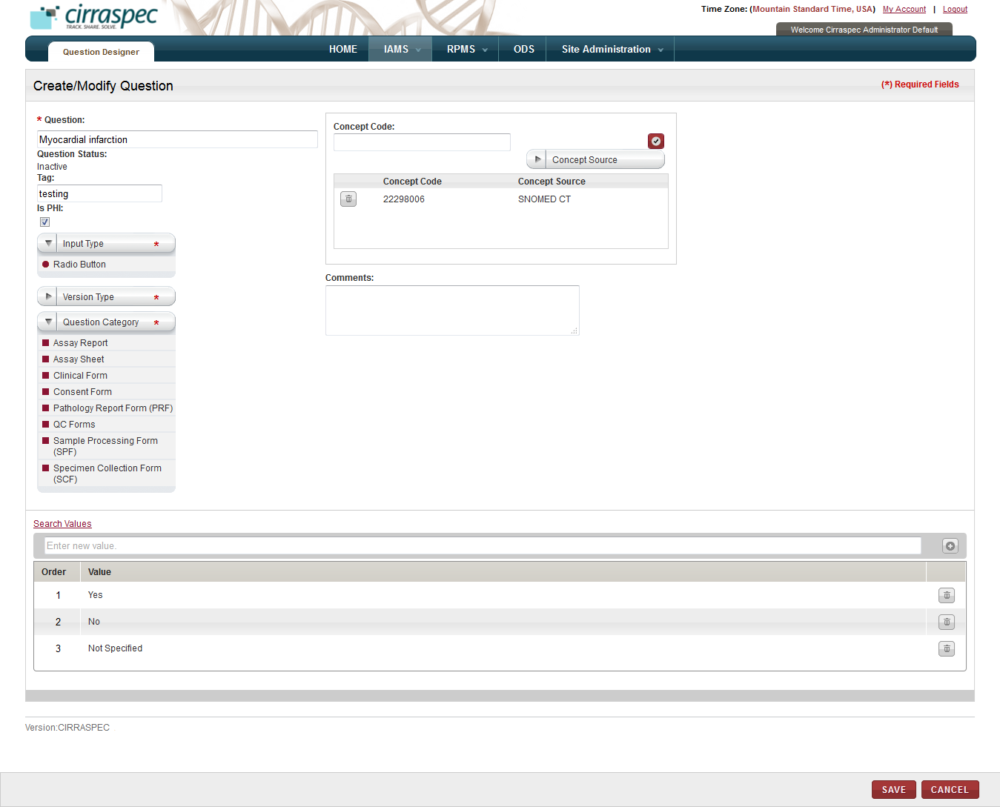 cirraspec
TRACK. SHARE. SOLVE.
Time Zone: (Mountain Standard Time, USA) My Account | Logout
Welcome Cirraspec Administrator Default
Question Designer
HOME IAMS RPMS ODS Site Administration
Create/Modify Question
(*) Required Fields
* Question:
Myocardial infarction
Question Status:
Inactive
Tag:
testing
Is PHI:
Input Type *
Radio Button
Version Type *
Question Category *
Assay Report
Assay Sheet
Clinical Form
Consent Form
Pathology Report Form (PRF)
QC Forms
Sample Processing Form
(SPF)
Specimen Collection Form
(SCF)
Concept Code:
Concept Source
Concept Code Concept Source
22298006 SNOMED CT
Comments:
Search Values
Enter new value.
Order Value
1 Yes
2 No
3 Not Specified
Version:CIRRASPEC
SAVE CANCEL